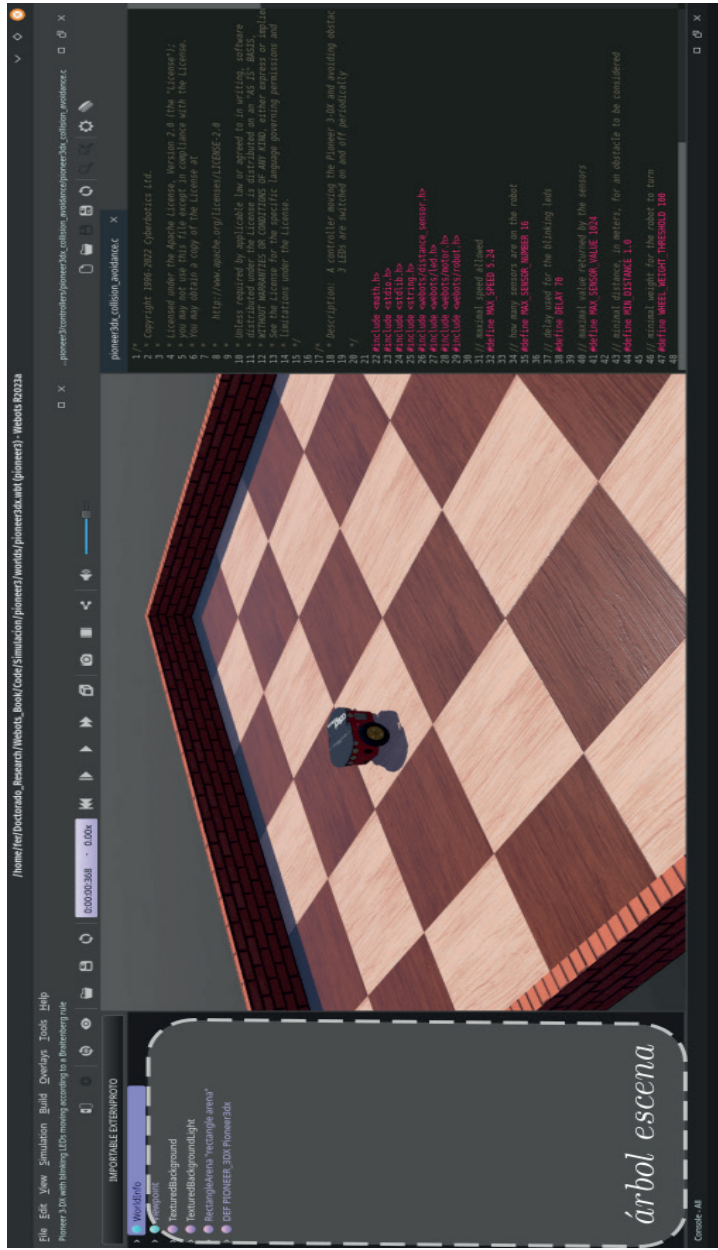 /home/fer/Doctorado_Research/Webots_Book/Code/Simulacion/pioneer3/worlds/pioneer3dx.wbt (pioneer3) - Webots R2023a
File Edit View Simulation Build Overlays Tools Help
Pioneer 3-DX with blinking LEDs moving according to a Braitenberg rule
0:00:00:368 - 0.00x
IMPORTABLE EXTERNPROTO
WorldInfo
Viewpoint
TexturedBackground
TexturedBackgroundLight
RectangleArena "rectangle arena"
DEF PIONEER_3DX Pioneer3dx
árbol escena
...pioneer3/controllers/pioneer3dx_collision_avoidance/pioneer3dx_collision_avoidance.c
pioneer3dx_collision_avoidance.c X
1 /*
2 * Copyright 1996-2022 Cyberbotics Ltd.
3 *
4 * Licensed under the Apache License, Version 2.0 (the "License");
5 * you may not use this file except in compliance with the License.
6 * You may obtain a copy of the License at
7 *
8 * http://www.apache.org/licenses/LICENSE-2.0
9 *
10 * Unless required by applicable law or agreed to in writing, software
11 * distributed under the License is distributed on an "AS IS" BASIS,
12 * WITHOUT WARRANTIES OR CONDITIONS OF ANY KIND, either express or implie
13 * See the License for the specific language governing permissions and
14 * limitations under the License.
15 */
16
17 /*
18 * Description: A controller moving the Pioneer 3-DX and avoiding obstac
19 * 3 LEDs are switched on and off periodically
20 */
21
22 #include <math.h>
23 #include <stdio.h>
24 #include <stdlib.h>
25 #include <string.h>
26 #include <webots/distance_sensor.h>
27 #include <webots/led.h>
28 #include <webots/motor.h>
29 #include <webots/robot.h>
30
31 // maximal speed allowed
32 #define MAX_SPEED 5.24
33
34 // how many sensors are on the robot
35 #define MAX_SENSOR_NUMBER 16
36
37 // delay used for the blinking leds
38 #define DELAY 70
39
40 // maximal value returned by the sensors
41 #define MAX_SENSOR_VALUE 1024
42
43 // minimal distance, in meters, for an obstacle to be considered
44 #define MIN_DISTANCE 1.0
45
46 // minimal weight for the robot to turn
47 #define WHEEL_WEIGHT_THRESHOLD 100
48
Console - All